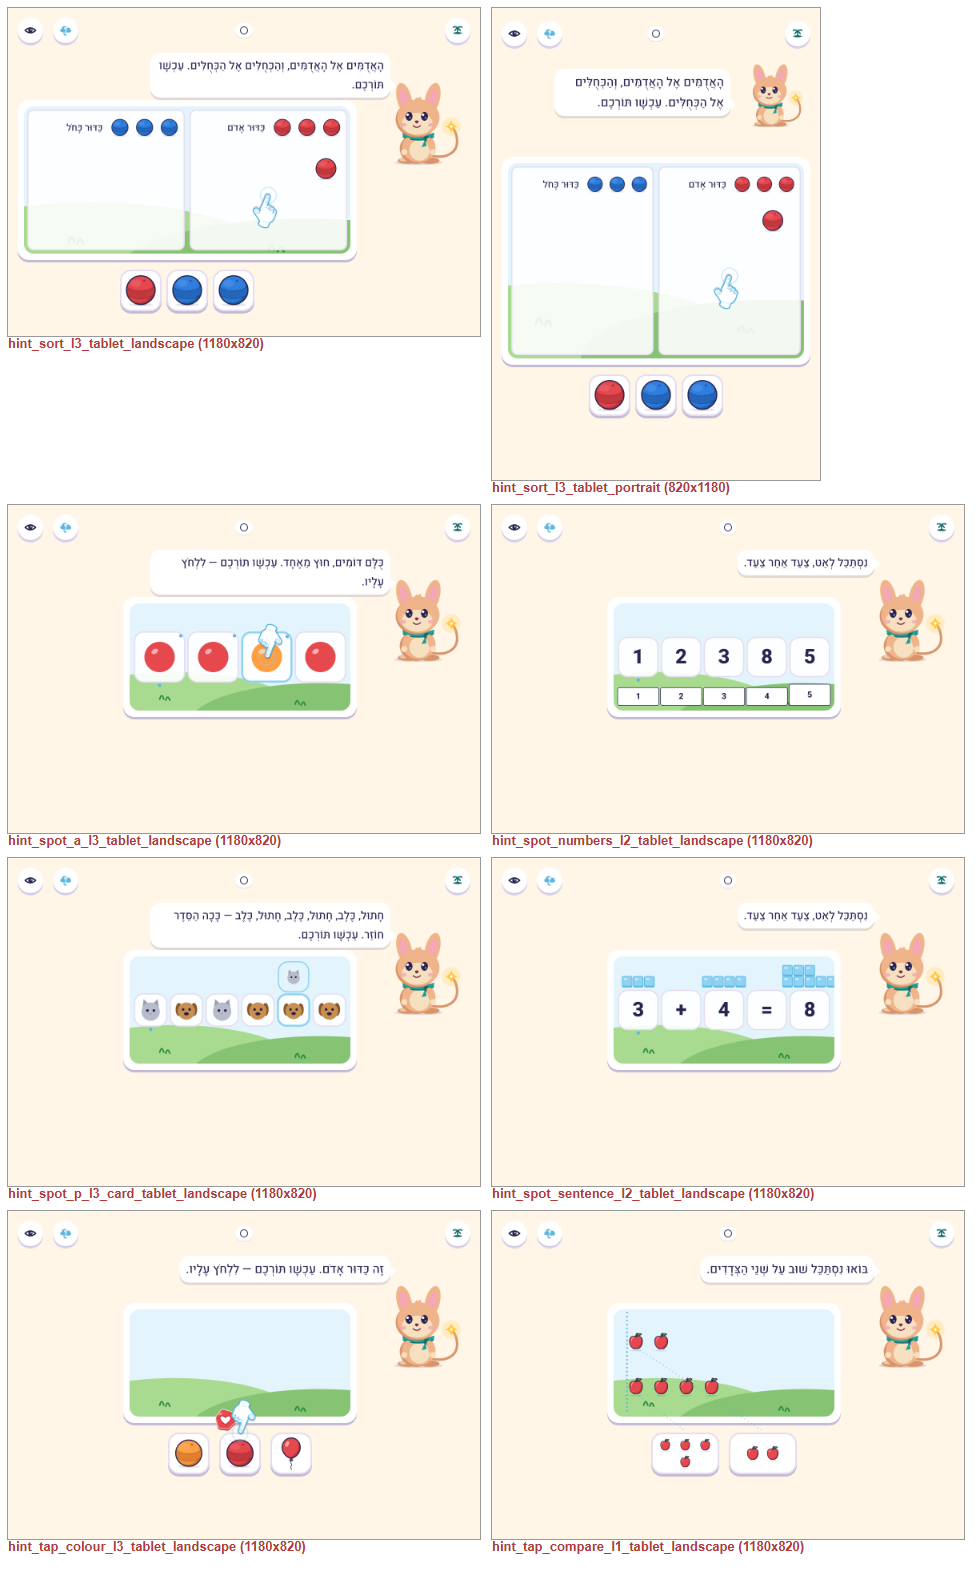 הָאֲדֻמִּים אֶל הָאֲדֻמִּים, וְהַכְּחֻלִּים אֶל הַכְּחֻלִּים. עַכְשָׁו
תּוֹרְכֶם.
כַּדּוּר אָדֹם
כַּדּוּר כָּחֹל
hint_sort_l3_tablet_landscape (1180x820)
הָאֲדֻמִּים אֶל הָאֲדֻמִּים, וְהַכְּחֻלִּים
אֶל הַכְּחֻלִּים. עַכְשָׁו תּוֹרְכֶם.
כַּדּוּר אָדֹם
כַּדּוּר כָּחֹל
hint_sort_l3_tablet_portrait (820x1180)
כֻּלָּם דּוֹמִים, חוּץ מֵאֶחָד. עַכְשָׁו תּוֹרְכֶם – לִלְחֹץ
עָלָיו.
hint_spot_a_l3_tablet_landscape (1180x820)
נִסְתַּכֵּל לְאַט, צַעַד אַחַר צַעַד.
1 2 3 8 5
1 2 3 4 5
hint_spot_numbers_l2_tablet_landscape (1180x820)
חָתוּל, כֶּלֶב, חָתוּל, כֶּלֶב, חָתוּל, כֶּלֶב – כָּכָה הַסֵּדֶר
חוֹזֵר. עַכְשָׁו תּוֹרְכֶם.
hint_spot_p_l3_card_tablet_landscape (1180x820)
נִסְתַּכֵּל לְאַט, צַעַד אַחַר צַעַד.
3 + 4 = 8
hint_spot_sentence_l2_tablet_landscape (1180x820)
זֶה כַּדּוּר אָדֹם. עַכְשָׁו תּוֹרְכֶם – לִלְחֹץ עָלָיו.
hint_tap_colour_l3_tablet_landscape (1180x820)
בּוֹאוּ נִסְתַּכֵּל שׁוּב עַל שְׁנֵי הַצְּדָדִים.
hint_tap_compare_l1_tablet_landscape (1180x820)